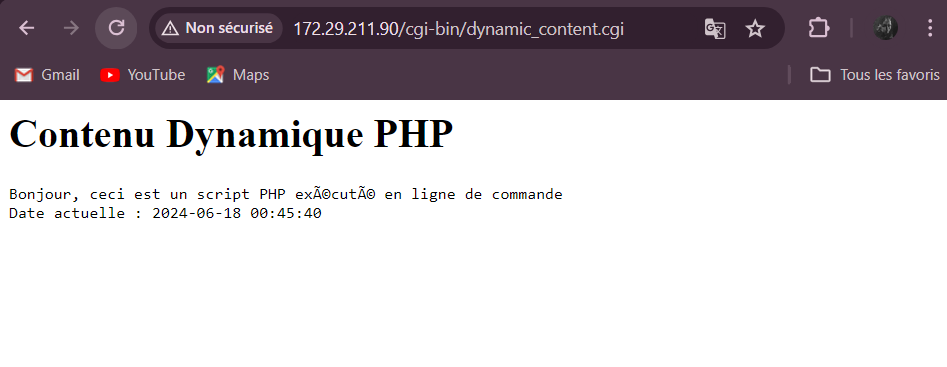 Non sécurisé 172.29.211.90/cgi-bin/dynamic_content.cgi
Gmail YouTube Maps Tous les favoris
Contenu Dynamique PHP
Bonjour, ceci est un script PHP exÃ©cutÃ© en ligne de commande
Date actuelle : 2024-06-18 00:45:40